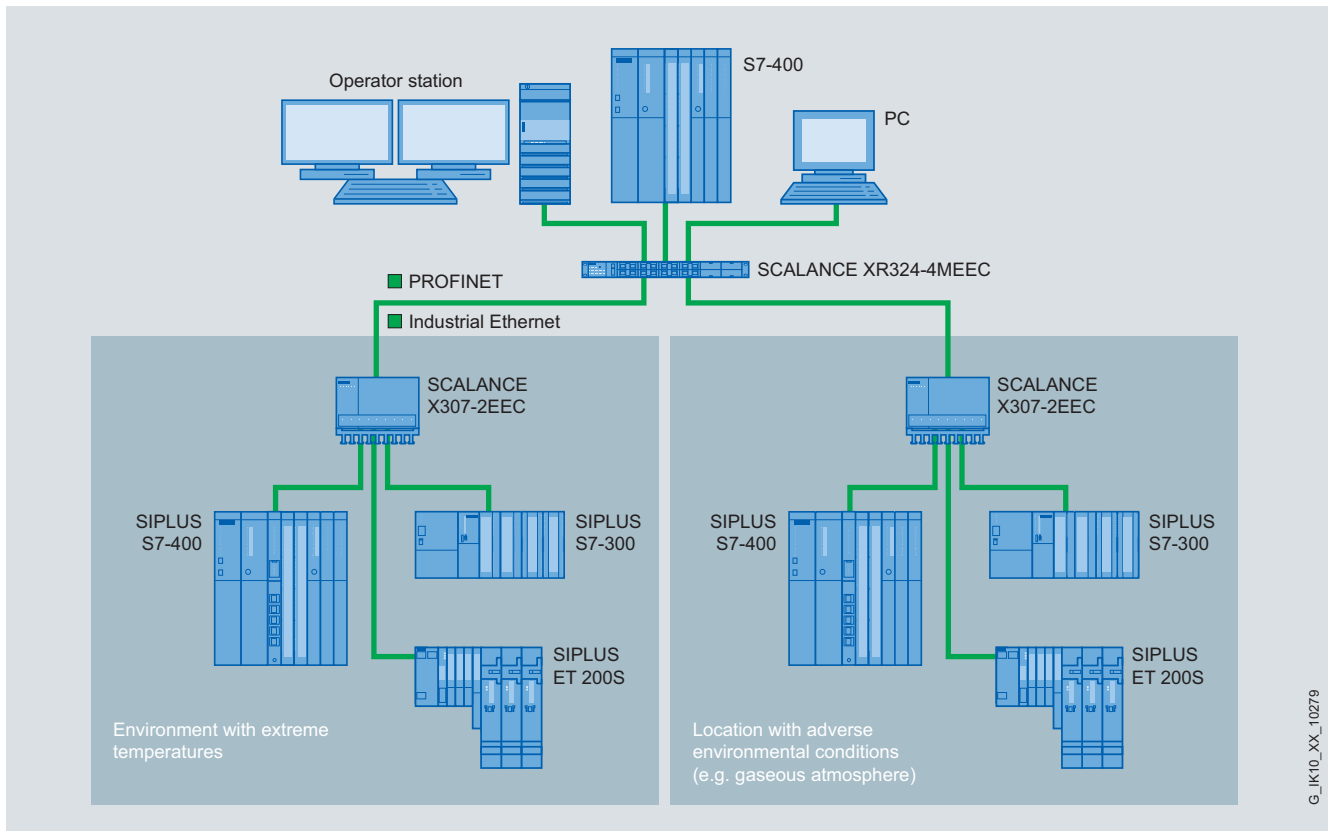 Operator station
S7-400
PC
SCALANCE XR324-4MEEC
PROFINET
Industrial Ethernet
SCALANCE
X307-2EEC
SIPLUS
S7-400
SIPLUS
S7-300
SIPLUS
ET 200S
Environment with extreme
temperatures
SCALANCE
X307-2EEC
SIPLUS
S7-400
SIPLUS
S7-300
SIPLUS
ET 200S
Location with adverse
environmental conditions
(e.g. gaseous atmosphere)
G_IK10_XX_10279